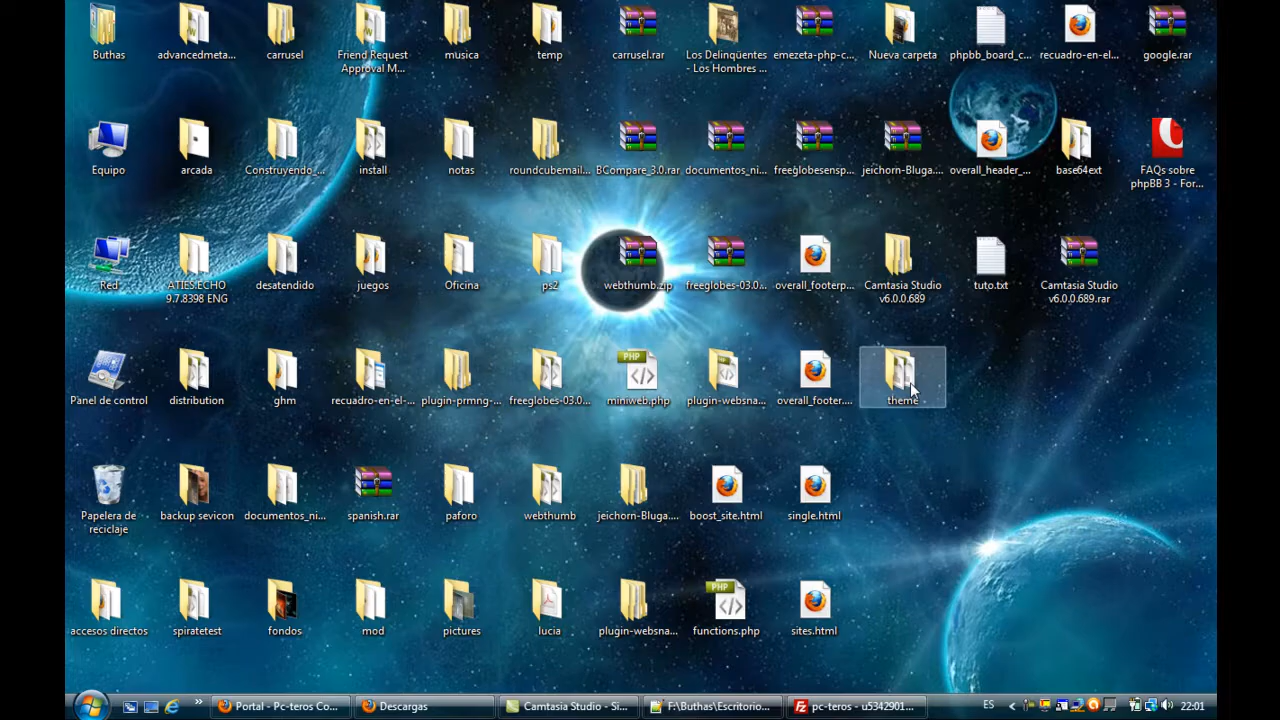 Buthas
advancedmeta...
carrusel
Friend Request
Approval M...
musica
temp
carrusel.rar
Los Delinqüentes
- Los Hombres ...
emezeta-php-c...
Nueva carpeta
phpbb_board_c...
recuadro-en-el-...
google.rar
Equipo
arcada
Construyendo_...
install
notas
roundcubemail...
BCompare_3.0.rar
documentos_ni...
freeglobesensp...
jeichorn-Bluga....
overall_header_...
base64ext
FAQs sobre
phpBB 3 - For...
Red
ATIES ECHO
9.7.8398 ENG
desatendido
juegos
Oficina
ps2
webthumb.zip
freeglobes-03.0...
overall_footerp...
Camtasia Studio
v6.0.0.689
tuto.txt
Camtasia Studio
v6.0.0.689.rar
Panel de control
distribution
ghm
recuadro-en-el-...
plugin-prmng-...
freeglobes-03.0...
PHP
miniweb.php
plugin-websna...
overall_footer....
theme
Papelera de
reciclaje
backup sevicon
documentos_ni...
spanish.rar
paforo
webthumb
jeichorn-Bluga....
boost_site.html
single.html
accesos directos
spiratetest
fondos
mod
pictures
lucia
plugin-websna...
PHP
functions.php
sites.html
Portal - Pc-teros Co...
Descargas
Camtasia Studio - Si...
F:\Buthas\Escritorio...
pc-teros - u5342901...
ES
22:01